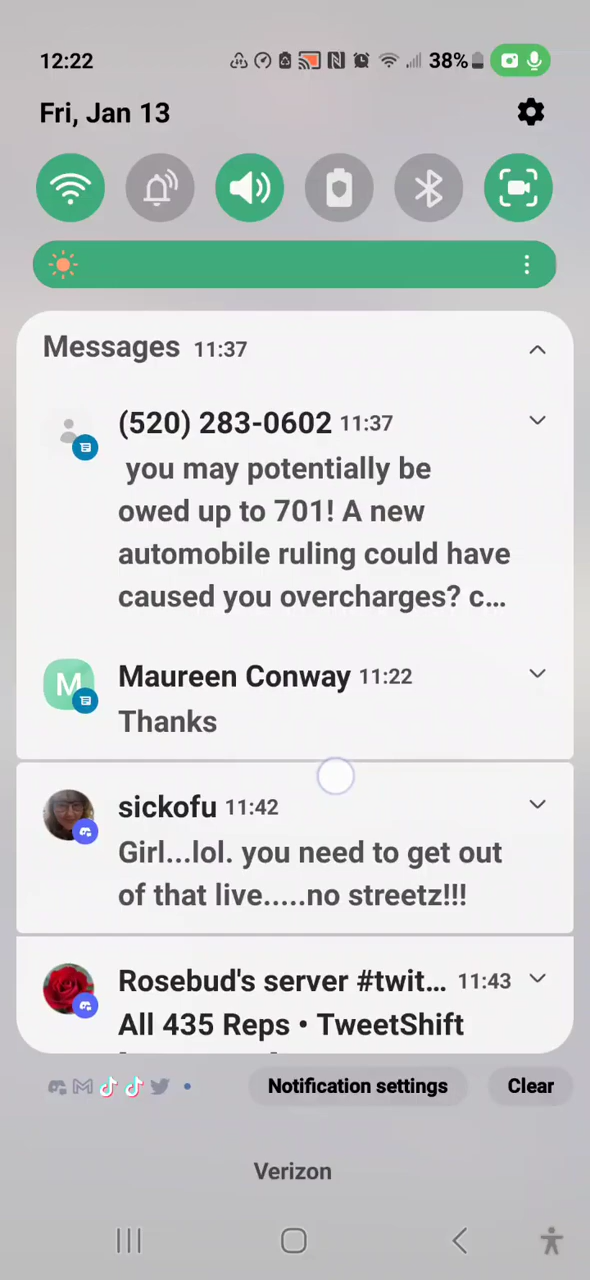 12:22 38%
Fri, Jan 13
Messages 11:37
(520) 283-0602 11:37
you may potentially be
owed up to 701! A new
automobile ruling could have
caused you overcharges? c...
M Maureen Conway 11:22
Thanks
sickofu 11:42
Girl...lol. you need to get out
of that live.....no streetz!!!
Rosebud's server #twit... 11:43
All 435 Reps • TweetShift
Notification settings Clear
Verizon